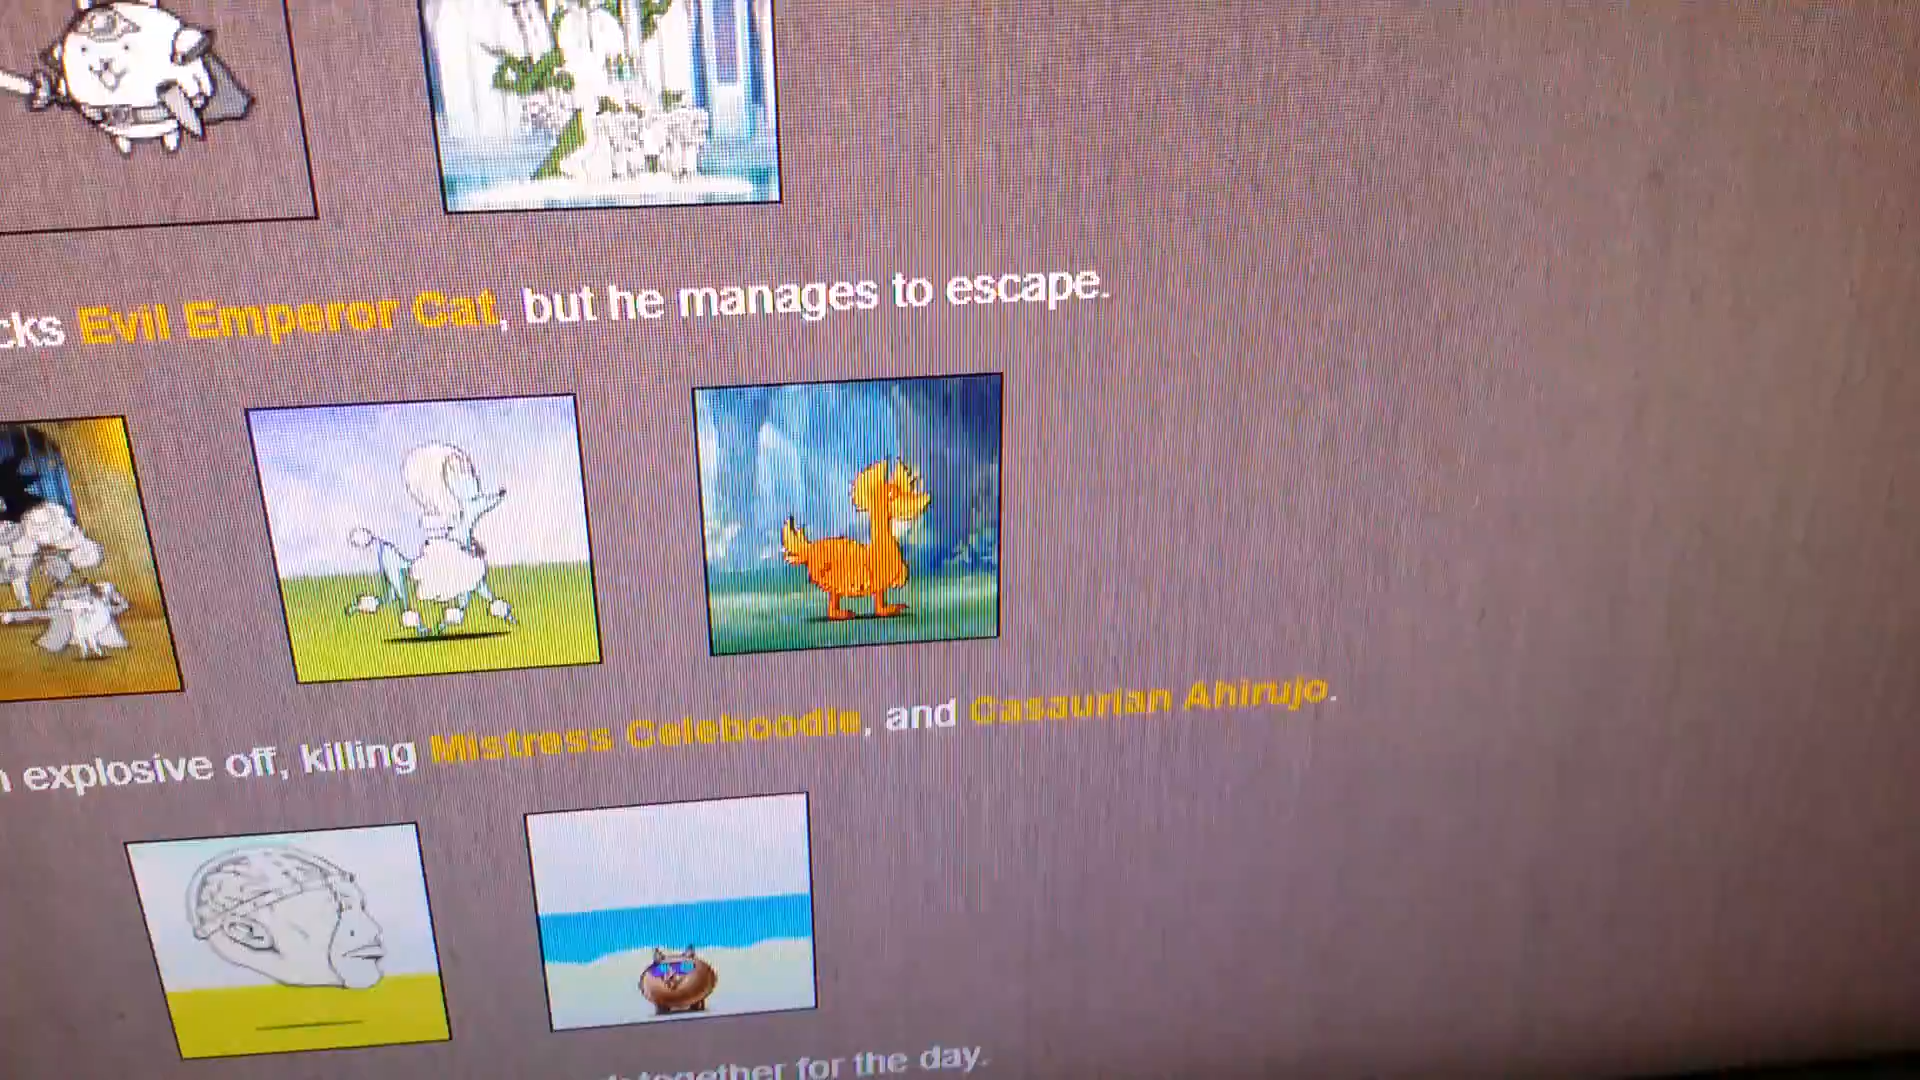 cks Evil Emperor Cat, but he manages to escape.
n explosive off, killing Mistress Celeboodle, and Casaurian Ahirujo.
together for the day.